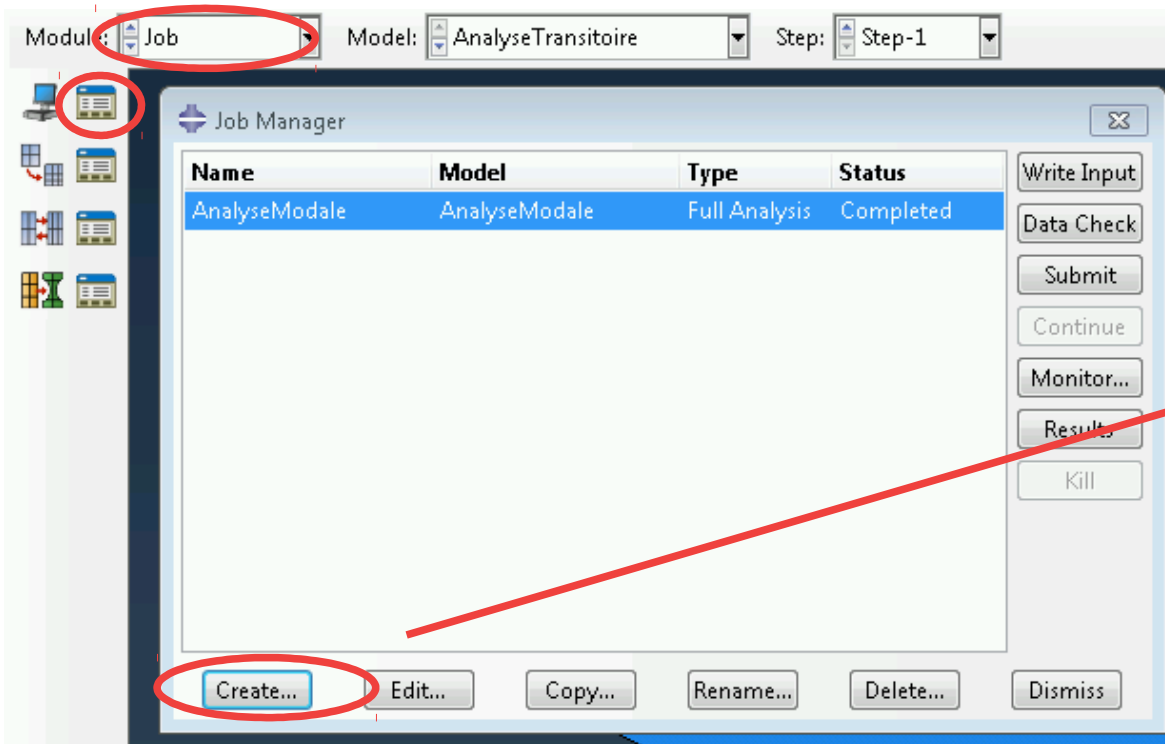 Module: Job Model: AnalyseTransitoire Step: Step-1
Job Manager
Name Model Type Status
AnalyseModale AnalyseModale Full Analysis Completed
Write Input
Data Check
Submit
Continue
Monitor...
Results
Kill
Create... Edit... Copy... Rename... Delete... Dismiss